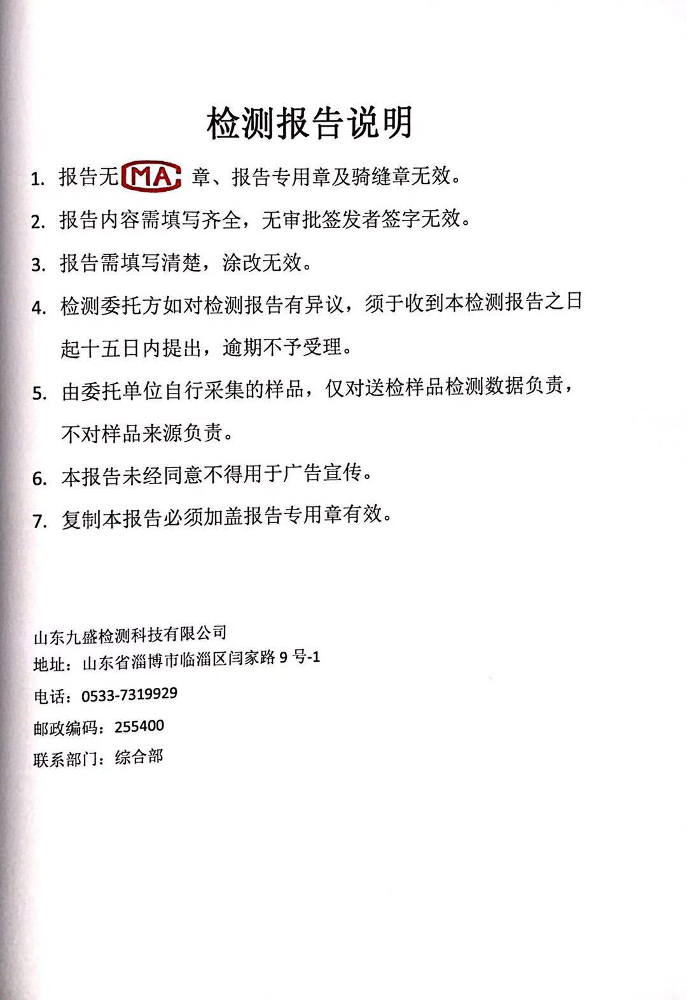 检测报告说明
1. 报告无 CMA 章、报告专用章及骑缝章无效。
2. 报告内容需填写齐全，无审批签发者签字无效。
3. 报告需填写清楚，涂改无效。
4. 检测委托方如对检测报告有异议，须于收到本检测报告之日
起十五日内提出，逾期不予受理。
5. 由委托单位自行采集的样品，仅对送检样品检测数据负责，
不对样品来源负责。
6. 本报告未经同意不得用于广告宣传。
7. 复制本报告必须加盖报告专用章有效。
山东九盛检测科技有限公司
地址：山东省淄博市临淄区闫家路 9 号-1
电话：0533-7319929
邮政编码：255400
联系部门：综合部